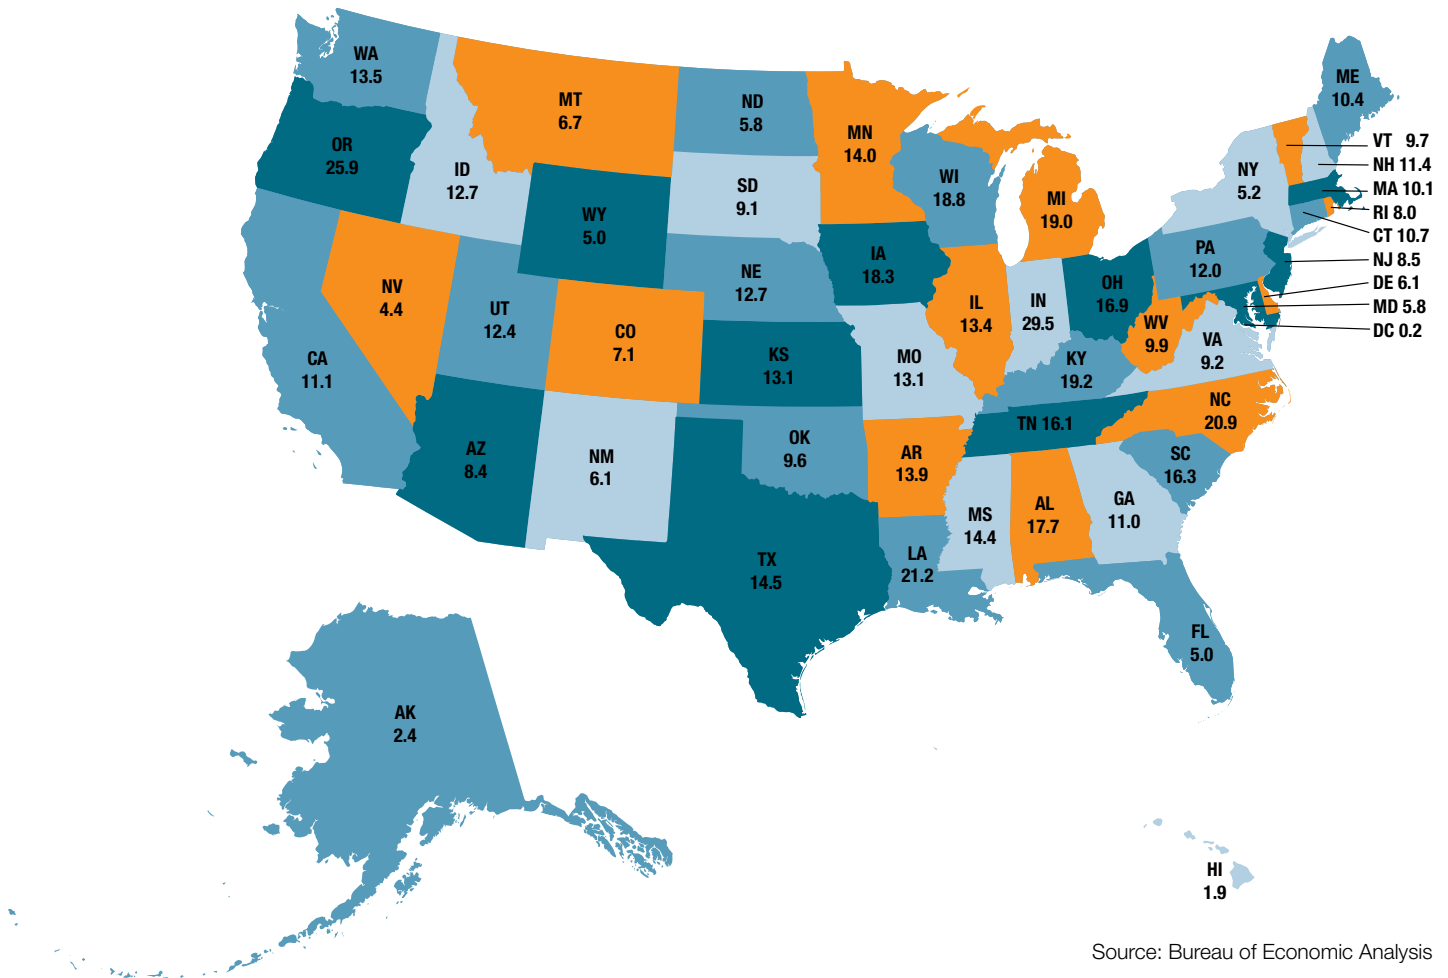 WA
13.5
OR
25.9
ID
12.7
MT
6.7
ND
5.8
MN
14.0
SD
9.1
WY
5.0
WI
18.8
MI
19.0
NY
5.2
ME
10.4
VT 9.7
NH 11.4
MA 10.1
RI 8.0
CT 10.7
NJ 8.5
DE 6.1
MD 5.8
DC 0.2
CA
11.1
NV
4.4
UT
12.4
CO
7.1
NE
12.7
IA
18.3
IL
13.4
IN
29.5
OH
16.9
PA
12.0
WV
9.9
VA
9.2
KS
13.1
MO
13.1
KY
19.2
NC
20.9
TN 16.1
SC
16.3
AZ
8.4
NM
6.1
OK
9.6
AR
13.9
MS
14.4
AL
17.7
GA
11.0
TX
14.5
LA
21.2
FL
5.0
AK
2.4
HI
1.9
Source: Bureau of Economic Analysis